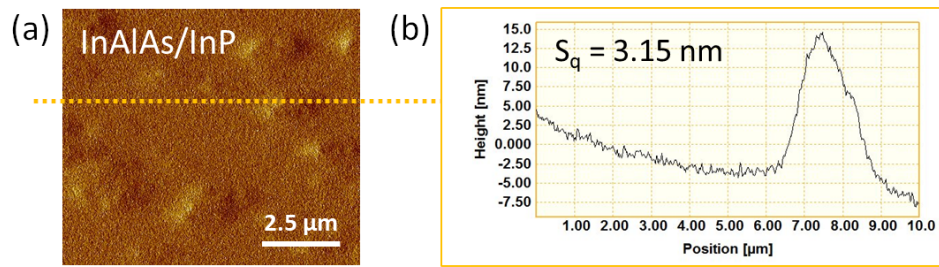 (a)
InAlAs/InP
2.5 µm
(b)
Sq = 3.15 nm
Height [nm]
15.0
12.5
10.0
7.50
5.00
2.50
0.00
-2.50
-5.00
-7.50
1.00 2.00 3.00 4.00 5.00 6.00 7.00 8.00 9.00 10.0
Position [µm]